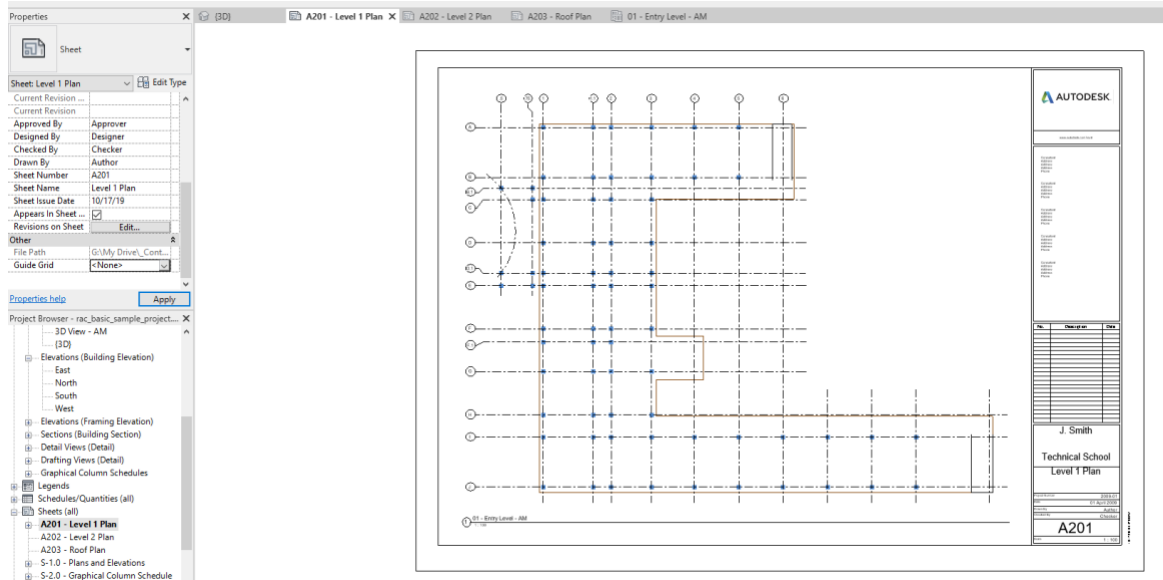 Properties
{3D}
A201 - Level 1 Plan
A202 - Level 2 Plan
A203 - Roof Plan
01 - Entry Level - AM
Sheet
Sheet: Level 1 Plan
Edit Type
Current Revision ...
Current Revision
Approved By Approver
Designed By Designer
Checked By Checker
Drawn By Author
Sheet Number A201
Sheet Name Level 1 Plan
Sheet Issue Date 10/17/19
Appears In Sheet ...
Revisions on Sheet Edit...
Other
File Path G:\My Drive\_Cont...
Guide Grid <None>
Properties help
Apply
Project Browser - rac_basic_sample_project....
3D View - AM
{3D}
Elevations (Building Elevation)
East
North
South
West
Elevations (Framing Elevation)
Sections (Building Section)
Detail Views (Detail)
Drafting Views (Detail)
Graphical Column Schedules
Legends
Schedules/Quantities (all)
Sheets (all)
A201 - Level 1 Plan
A202 - Level 2 Plan
A203 - Roof Plan
S-1.0 - Plans and Elevations
S-2.0 - Graphical Column Schedule
01 - Entry Level - AM
AUTODESK
No. Description Date
J. Smith
Technical School
Level 1 Plan
01 April 2009
Author
Checker
A201
1 : 100